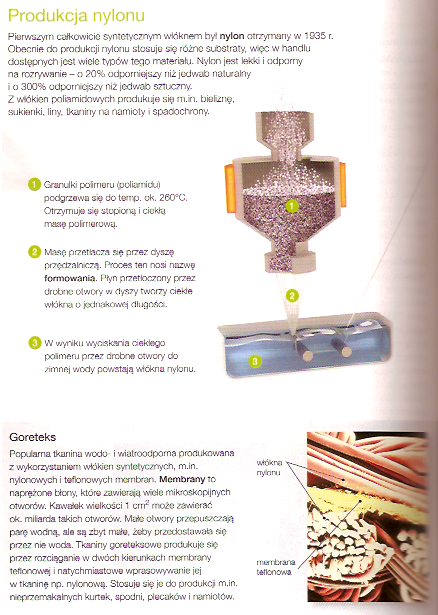 Produkcja nylonu
Pierwszym całkowicie syntetycznym włóknem był nylon otrzymany w 1935 r.
Obecnie do produkcji nylonu stosuje się różne substraty, więc w handlu
dostępnych jest wiele typów tego materiału. Nylon jest lekki i odporny
na rozrywanie – o 20% odporniejszy niż jedwab naturalny
i o 300% odporniejszy niż jedwab sztuczny.
Z włókien poliamidowych produkuje się m.in. bieliznę,
sukienki, liny, tkaniny na namioty i spadochrony.
1 Granulki polimeru (poliamidu)
podgrzewa się do temp. ok. 260°C.
Otrzymuje się stopioną i ciekłą
masę polimerową.
1
2 Masę przetłacza się przez dyszę
przędzalniczą. Proces ten nosi nazwę
formowania. Płyn przetłoczony przez
drobne otwory w dyszy tworzy ciekłe
włókna o jednakowej długości.
2
3 W wyniku wyciskania ciekłego
polimeru przez drobne otwory do
zimnej wody powstają włókna nylonu.
3
Goreteks
Popularna tkanina wodo- i wiatroodporna produkowana
z wykorzystaniem włókien syntetycznych, m.in.
nylonowych i teflonowych membran. Membrany to
naprężone błony, które zawierają wiele mikroskopijnych
otworów. Kawałek wielkości 1 cm² może zawierać
ok. miliarda takich otworów. Małe otwory przepuszczają
parę wodną, ale są zbyt małe, żeby przedostawała się
przez nie woda. Tkaniny goreteksowe produkuje się
przez rozciąganie w dwóch kierunkach membrany
teflonowej i natychmiastowe wprasowywanie jej
w tkaninę np. nylonową. Stosuje się je do produkcji m.in.
nieprzemakalnych kurtek, spodni, plecaków i namiotów.
włókna
nylonu
membrana
teflonowa